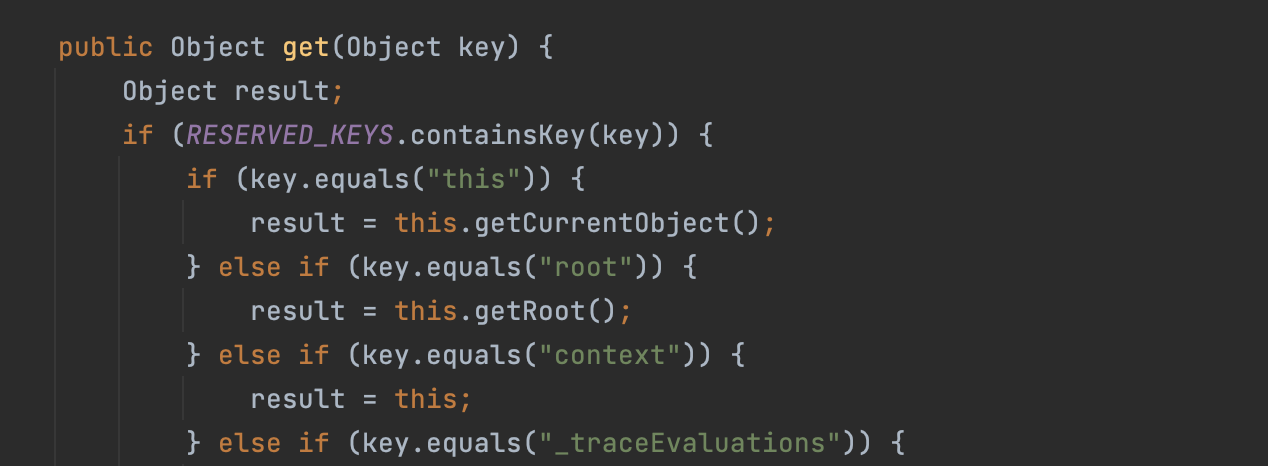 public Object get(Object key) {
    Object result;
    if (RESERVED_KEYS.containsKey(key)) {
        if (key.equals("this")) {
            result = this.getCurrentObject();
        } else if (key.equals("root")) {
            result = this.getRoot();
        } else if (key.equals("context")) {
            result = this;
        } else if (key.equals("_traceEvaluations")) {